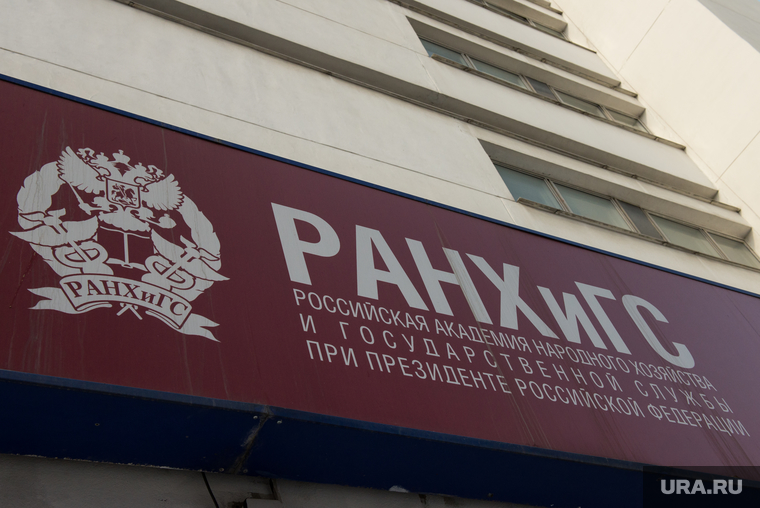 РАНХиГС
РАНХиГС
РОССИЙСКАЯ АКАДЕМИЯ НАРОДНОГО ХОЗЯЙСТВА
И ГОСУДАРСТВЕННОЙ СЛУЖБЫ
ПРИ ПРЕЗИДЕНТЕ РОССИЙСКОЙ ФЕДЕРАЦИИ
URA.RU